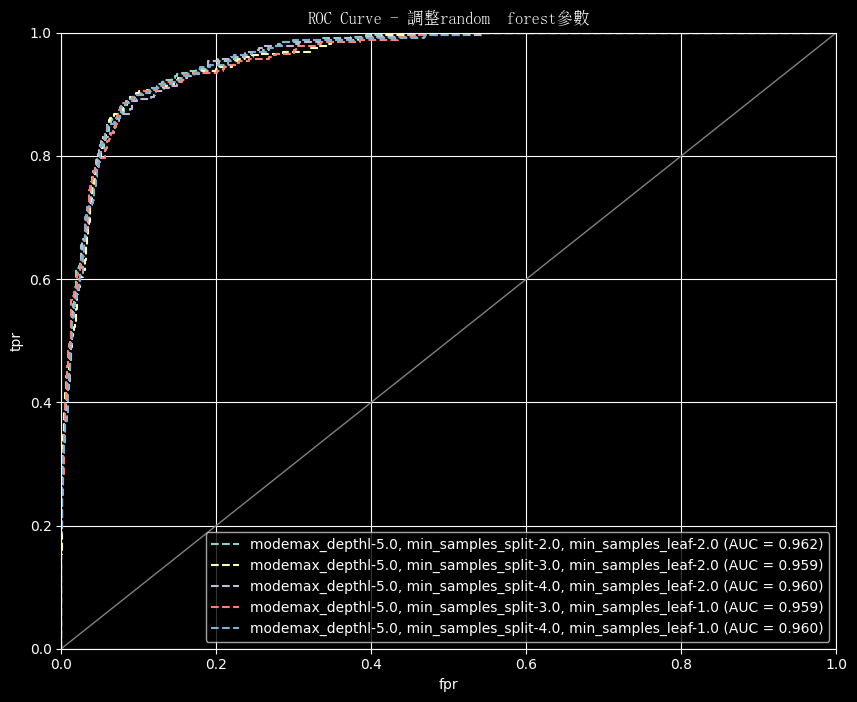 ROC Curve - 調整random forest參數
1.0
0.8
0.6
0.4
0.2
0.0
tpr
modemax_depthl-5.0, min_samples_split-2.0, min_samples_leaf-2.0 (AUC = 0.962)
modemax_depthl-5.0, min_samples_split-3.0, min_samples_leaf-2.0 (AUC = 0.959)
modemax_depthl-5.0, min_samples_split-4.0, min_samples_leaf-2.0 (AUC = 0.960)
modemax_depthl-5.0, min_samples_split-3.0, min_samples_leaf-1.0 (AUC = 0.959)
modemax_depthl-5.0, min_samples_split-4.0, min_samples_leaf-1.0 (AUC = 0.960)
0.0 0.2 0.4 0.6 0.8 1.0
fpr